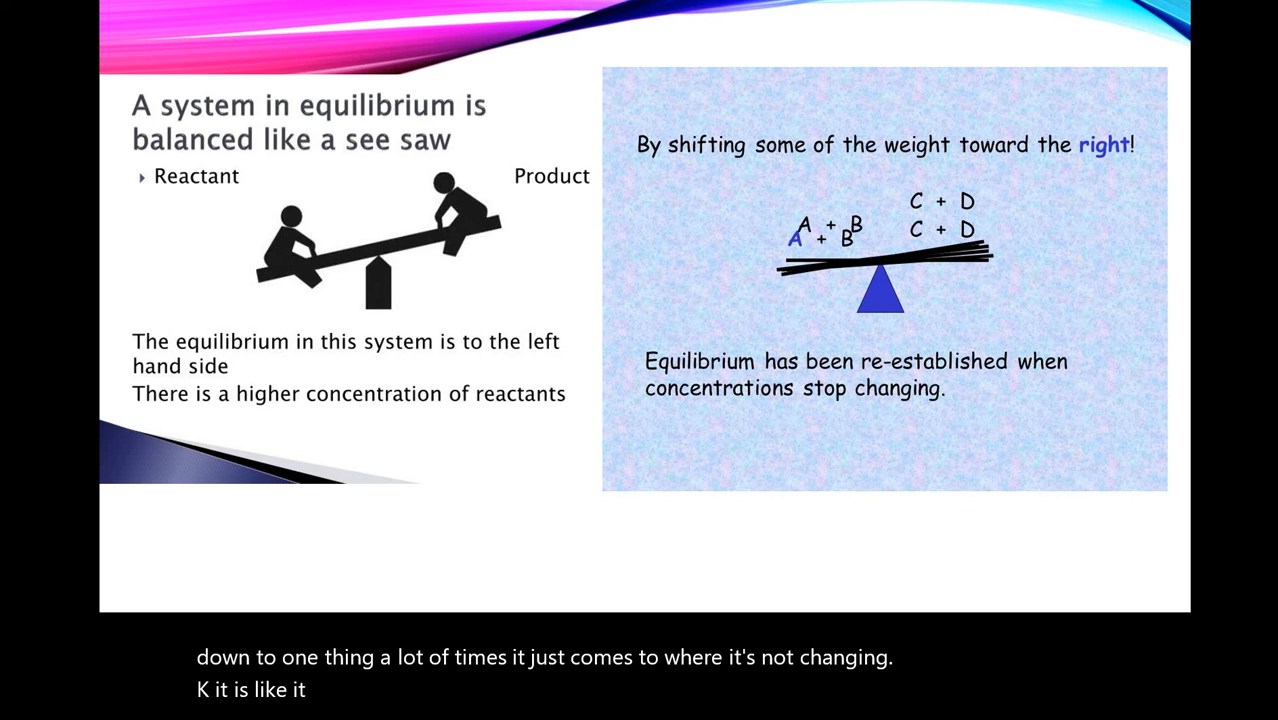 A system in equilibrium is
balanced like a see saw
Reactant
Product
The equilibrium in this system is to the left
hand side
There is a higher concentration of reactants
By shifting some of the weight toward the right!
C + D
A + B
C + D
A + B
Equilibrium has been re-established when
concentrations stop changing.
down to one thing a lot of times it just comes to where it's not changing.
K it is like it